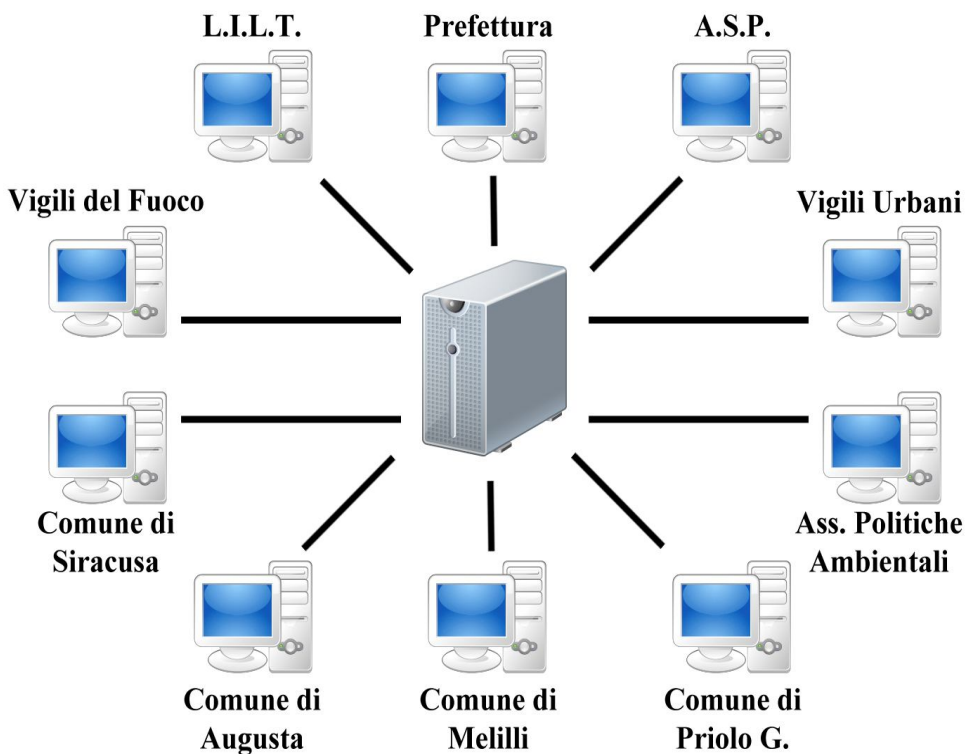 L.I.L.T.
Prefettura
A.S.P.
Vigili del Fuoco
Vigili Urbani
Comune di
Siracusa
Ass. Politiche
Ambientali
Comune di
Augusta
Comune di
Melilli
Comune di
Priolo G.